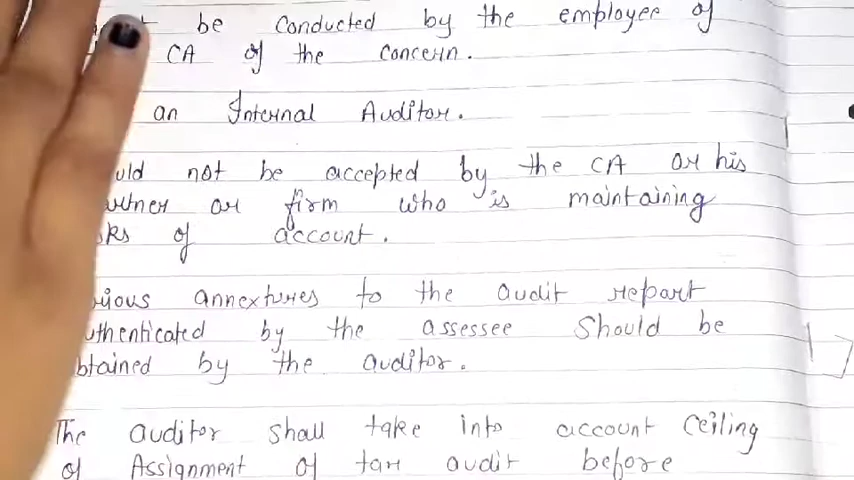 be conducted by the employee of
CA of the concern.
an Internal Auditor.
not be accepted by the CA or his
or firm who is maintaining
of account.
annextures to the audit report
by the assessee should be
by the auditor.
The auditor shall take into account ceiling
of Assignment of tax audit before